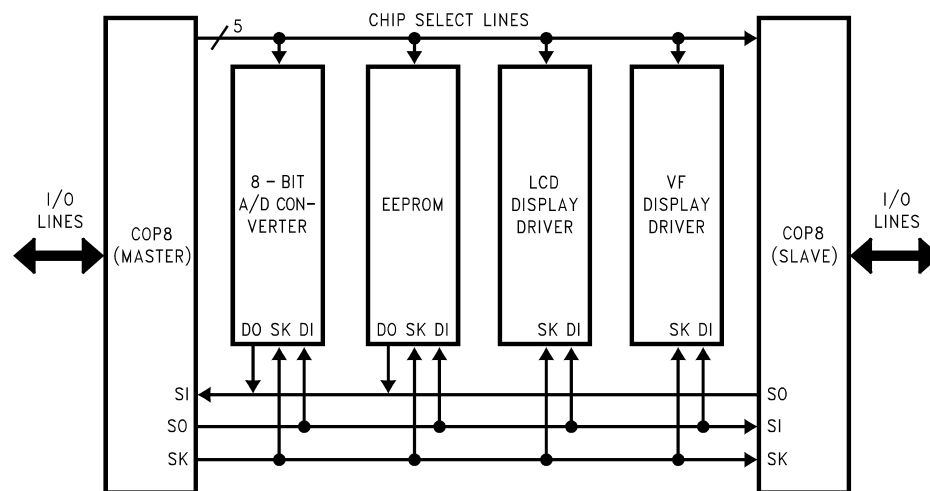 5
CHIP SELECT LINES
I/O
LINES
COP8
(MASTER)
8 – BIT
A/D CON-
VERTER
EEPROM
LCD
DISPLAY
DRIVER
VF
DISPLAY
DRIVER
COP8
(SLAVE)
I/O
LINES
DO SK DI
DO SK DI
SK DI
SK DI
SI
SO
SO
SI
SK
SK